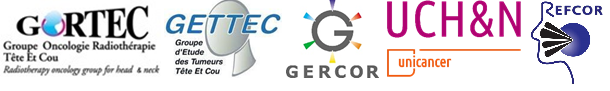 GORTEC
Groupe Oncologie Radiothérapie
Tête Et Cou
Radiotherapy oncology group for head & neck
GETTEC
Groupe
d'Etude
des Tumeurs
Tête Et Cou
G
GERCOR
UCH&N
unicancer
REFCOR